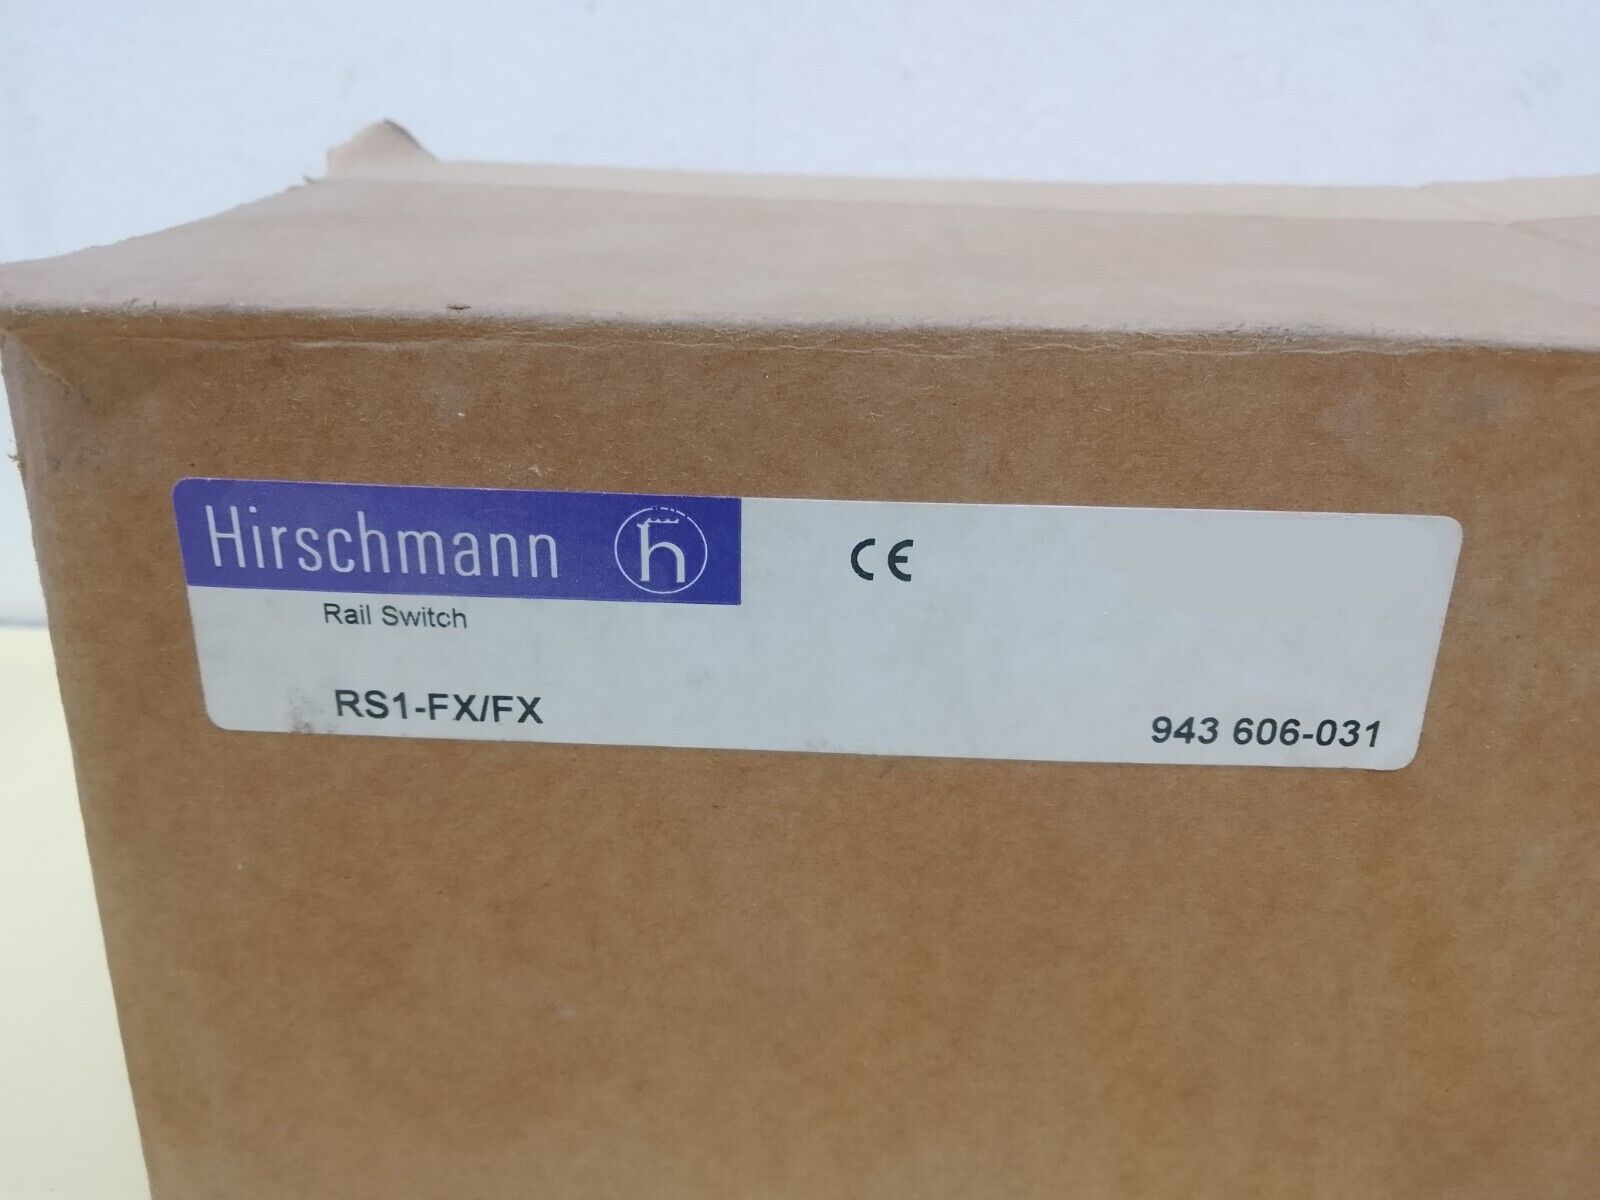 Hirschmann h CE
Rail Switch
RS1-FX/FX
943 606-031